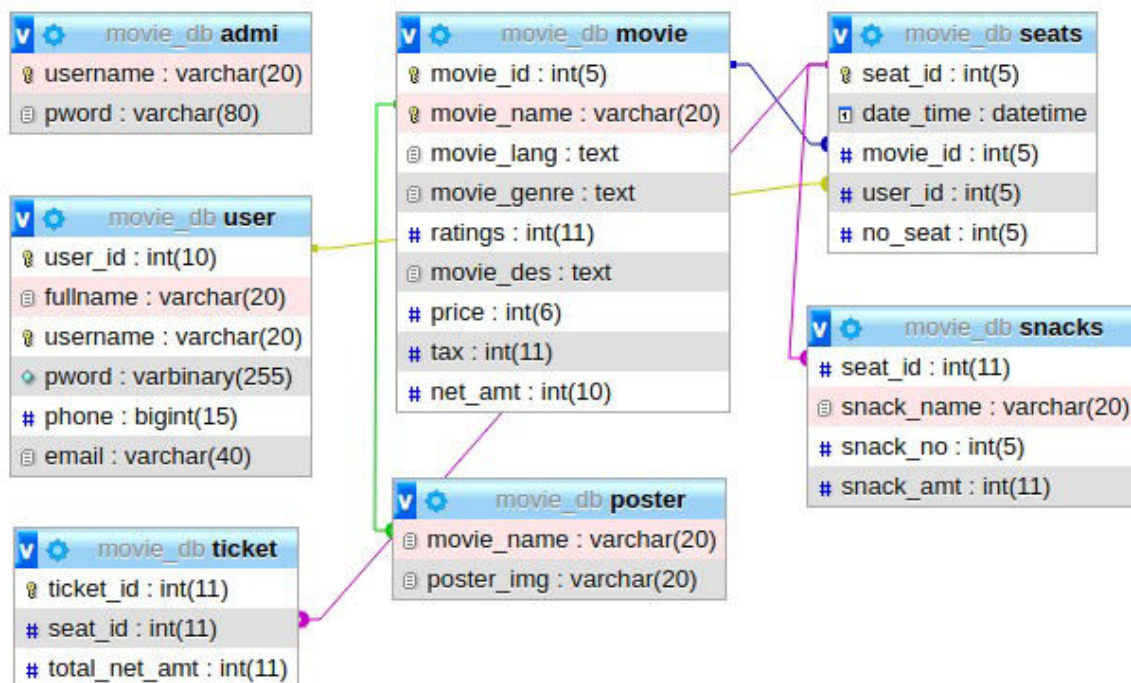 movie_db admi
username : varchar(20)
pword : varchar(80)
movie_db user
user_id : int(10)
fullname : varchar(20)
username : varchar(20)
pword : varbinary(255)
phone : bigint(15)
email : varchar(40)
movie_db ticket
ticket_id : int(11)
seat_id : int(11)
total_net_amt : int(11)
movie_db movie
movie_id : int(5)
movie_name : varchar(20)
movie_lang : text
movie_genre : text
ratings : int(11)
movie_des : text
price : int(6)
tax : int(11)
net_amt : int(10)
movie_db poster
movie_name : varchar(20)
poster_img : varchar(20)
movie_db seats
seat_id : int(5)
date_time : datetime
movie_id : int(5)
user_id : int(5)
no_seat : int(5)
movie_db snacks
seat_id : int(11)
snack_name : varchar(20)
snack_no : int(5)
snack_amt : int(11)